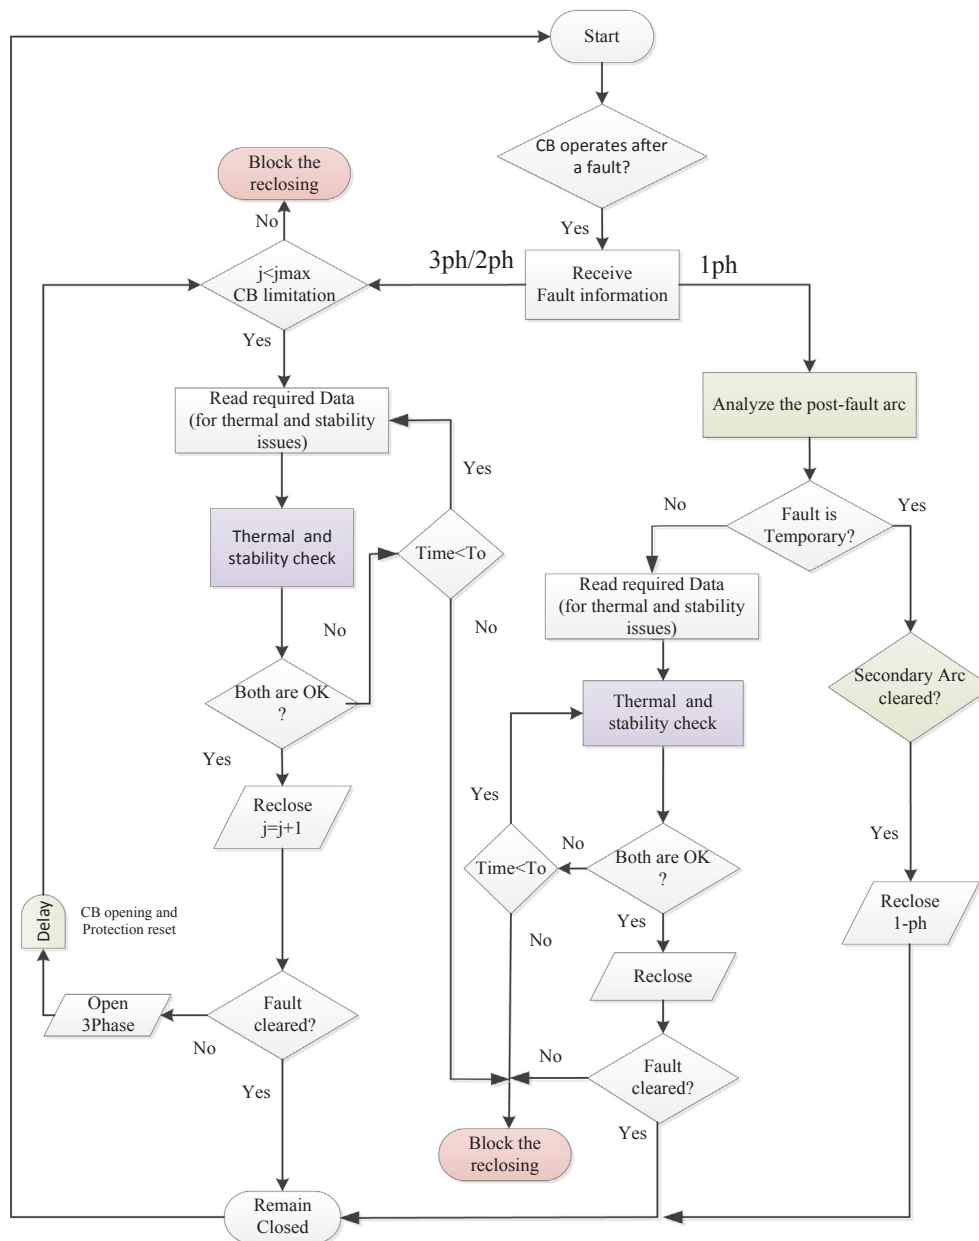 Start
CB operates after
a fault?
Block the
reclosing
No
Yes
3ph/2ph
1ph
j<jmax
CB limitation
Receive
Fault information
Yes
Read required Data
(for thermal and stability
issues)
Analyze the post-fault arc
Yes
No
Yes
Fault is
Temporary?
Thermal and
stability check
Time<To
Read required Data
(for thermal and stability
issues)
No
No
Secondary Arc
cleared?
Both are OK
?
Thermal and
stability check
Yes
Yes
Reclose
j=j+1
Yes
No
Time<To
Both are OK
?
Delay
CB opening and
Protection reset
Reclose
1-ph
Yes
No
Reclose
Open
3Phase
Fault
cleared?
No
No
Fault
cleared?
Yes
Yes
Block the
reclosing
Remain
Closed